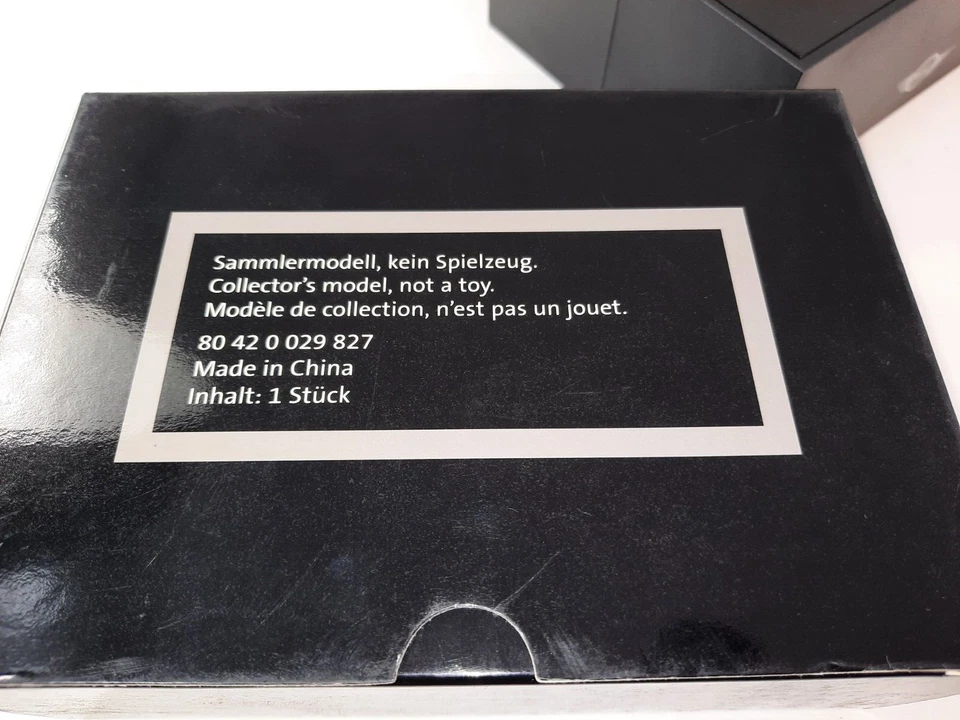 Sammlermodell, kein Spielzeug.
Collector's model, not a toy.
Modèle de collection, n'est pas un jouet.
80 42 0 029 827
Made in China
Inhalt: 1 Stück